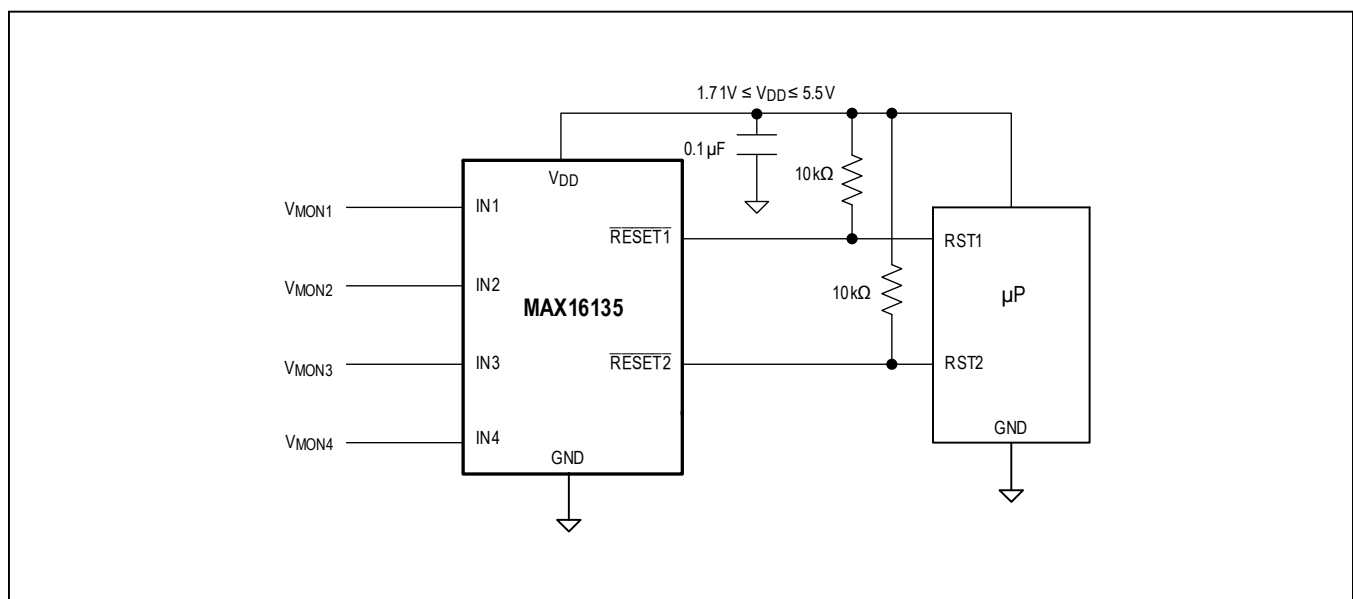 1.71V ≤ VDD ≤ 5.5V
0.1µF
10kΩ
VDD
VMON1
IN1
RESET1
RST1
VMON2
IN2
10kΩ
µP
MAX16135
VMON3
IN3
RESET2
RST2
VMON4
IN4
GND
GND